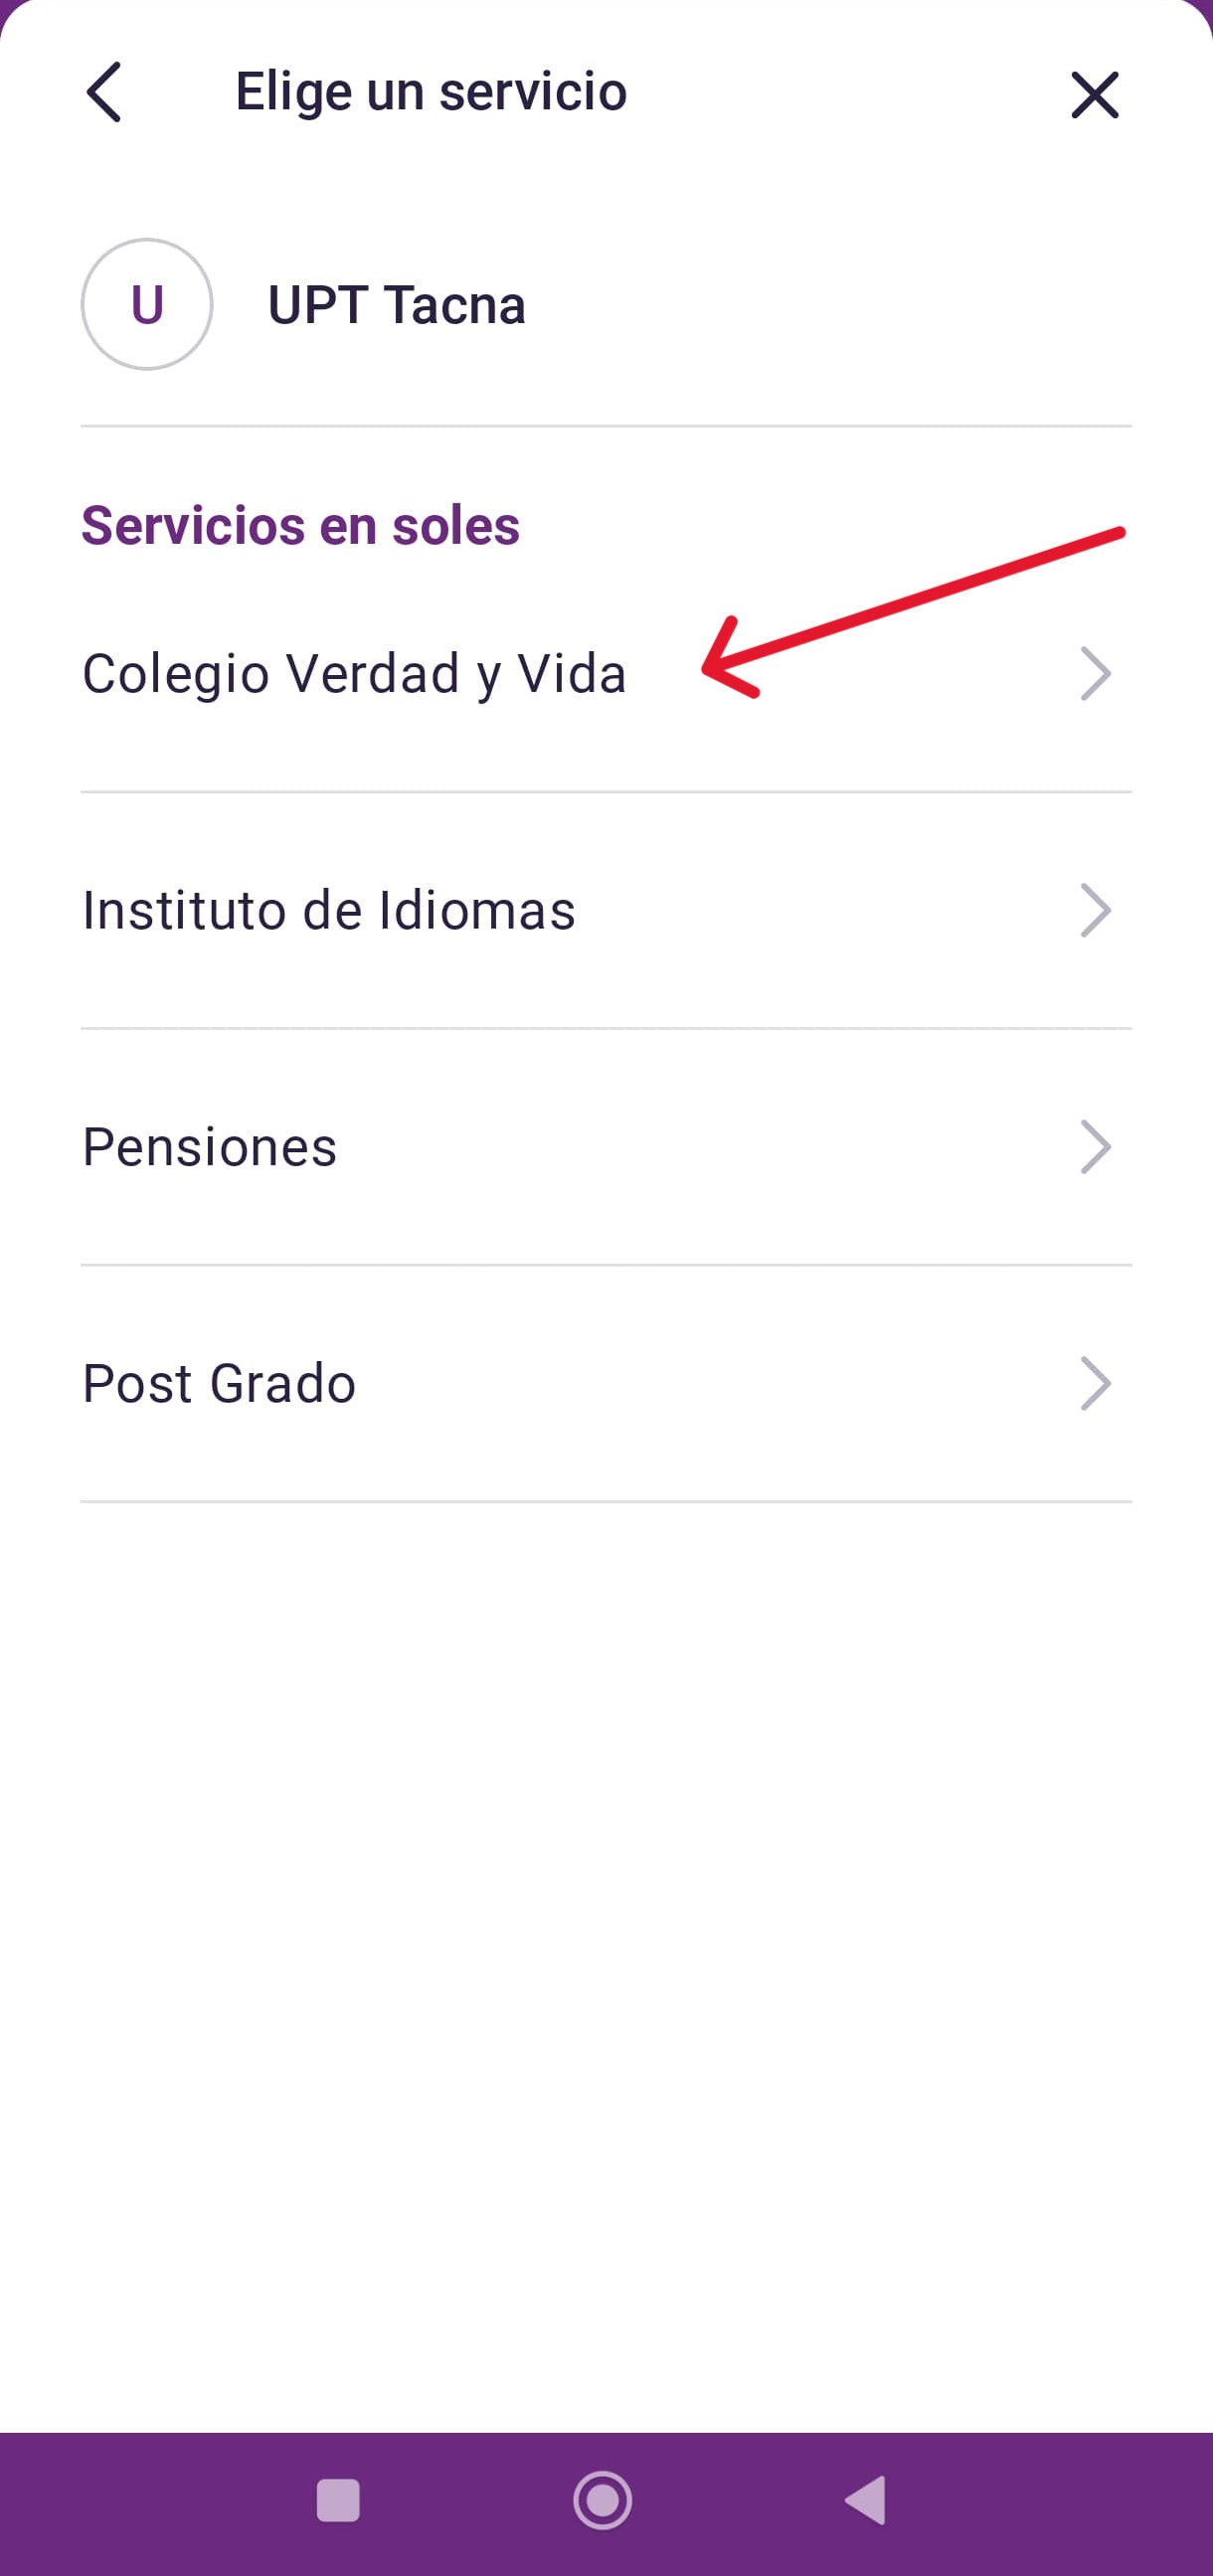 Elige un servicio
U
UPT Tacna
Servicios en soles
Colegio Verdad y Vida
Instituto de Idiomas
Pensiones
Post Grado